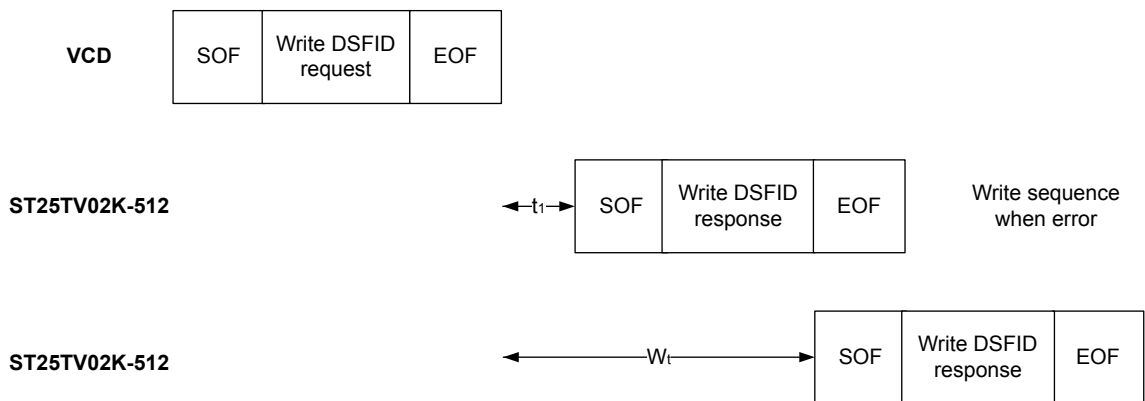 VCD
SOF
Write DSFID
request
EOF
ST25TV02K-512
t1
SOF
Write DSFID
response
EOF
Write sequence
when error
ST25TV02K-512
Wt
SOF
Write DSFID
response
EOF